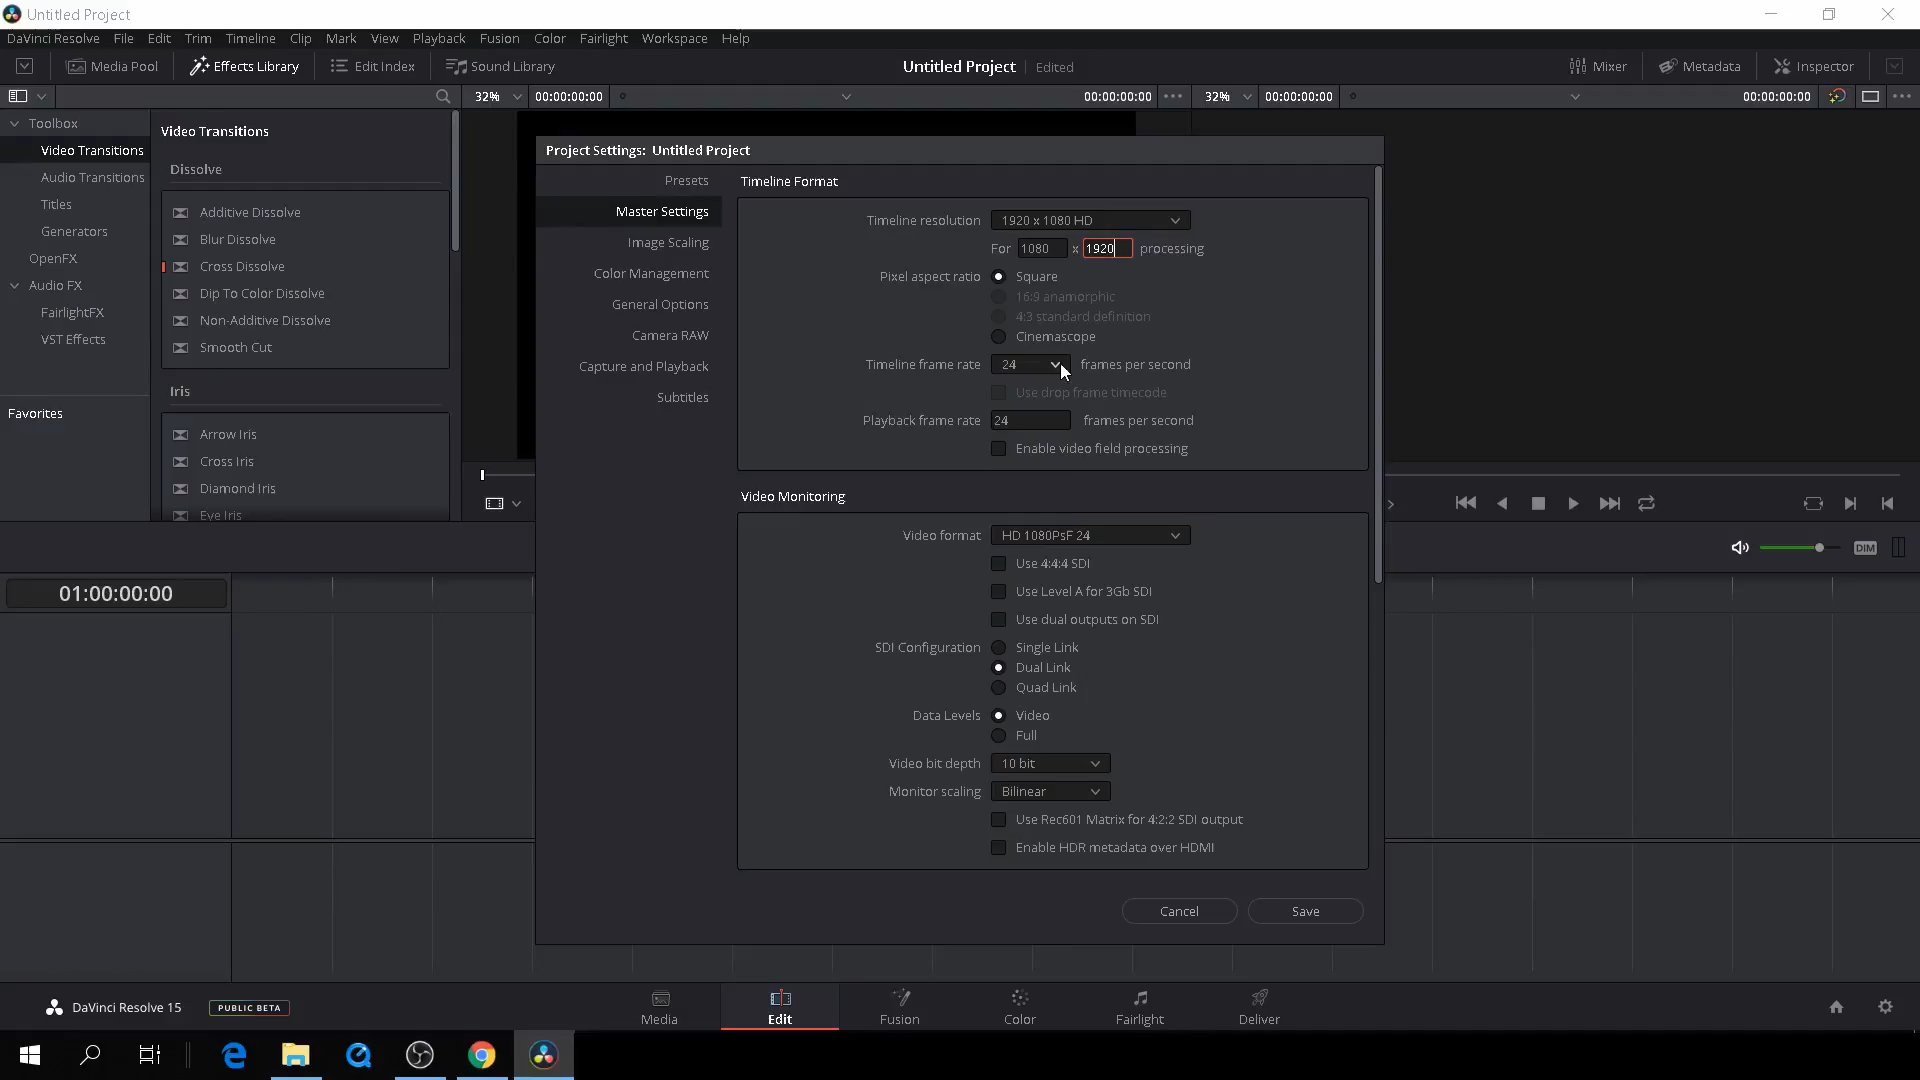 Untitled Project
DaVinci Resolve File Edit Trim Timeline Clip Mark View Playback Fusion Color Fairlight Workspace Help
Media Pool Effects Library Edit Index Sound Library Untitled Project Edited Mixer Metadata Inspector
32% 00:00:00:00 00:00:00:00 32% 00:00:00:00 00:00:00:00
Toolbox
Video Transitions
Audio Transitions
Titles
Generators
OpenFX
Audio FX
FairlightFX
VST Effects
Favorites
Video Transitions
Dissolve
Additive Dissolve
Blur Dissolve
Cross Dissolve
Dip To Color Dissolve
Non-Additive Dissolve
Smooth Cut
Iris
Arrow Iris
Cross Iris
Diamond Iris
Eye Iris
Project Settings: Untitled Project
Presets
Master Settings
Image Scaling
Color Management
General Options
Camera RAW
Capture and Playback
Subtitles
Timeline Format
Timeline resolution 1920 x 1080 HD
For 1080 x 1920 processing
Pixel aspect ratio Square
16:9 anamorphic
4:3 standard definition
Cinemascope
Timeline frame rate 24 frames per second
Use drop frame timecode
Playback frame rate 24 frames per second
Enable video field processing
Video Monitoring
Video format HD 1080PsF 24
Use 4:4:4 SDI
Use Level A for 3Gb SDI
Use dual outputs on SDI
SDI Configuration Single Link
Dual Link
Quad Link
Data Levels Video
Full
Video bit depth 10 bit
Monitor scaling Bilinear
Use Rec601 Matrix for 4:2:2 SDI output
Enable HDR metadata over HDMI
Cancel Save
DIM
01:00:00:00
DaVinci Resolve 15 PUBLIC BETA
Media Edit Fusion Color Fairlight Deliver